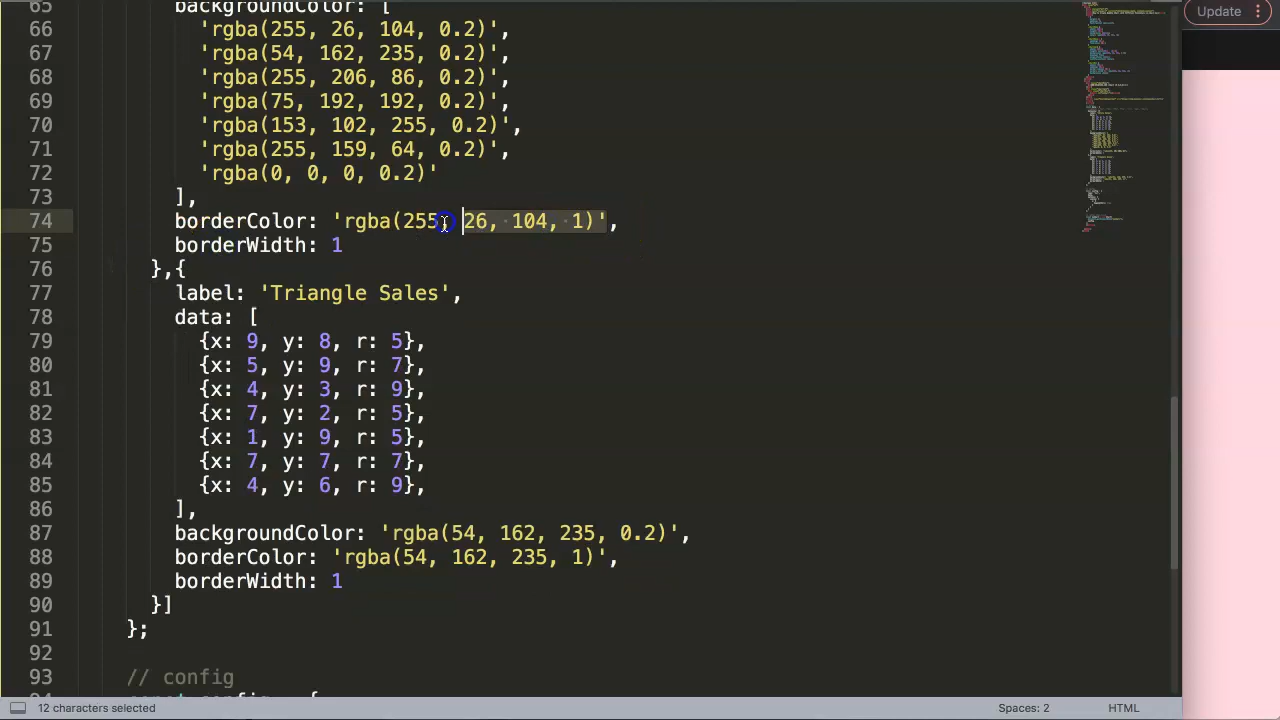 65 backgroundColor: [
66 'rgba(255, 26, 104, 0.2)',
67 'rgba(54, 162, 235, 0.2)',
68 'rgba(255, 206, 86, 0.2)',
69 'rgba(75, 192, 192, 0.2)',
70 'rgba(153, 102, 255, 0.2)',
71 'rgba(255, 159, 64, 0.2)',
72 'rgba(0, 0, 0, 0.2)'
73 ],
74 borderColor: 'rgba(255, 26, 104, 1)',
75 borderWidth: 1
76 },{
77 label: 'Triangle Sales',
78 data: [
79 {x: 9, y: 8, r: 5},
80 {x: 5, y: 9, r: 7},
81 {x: 4, y: 3, r: 9},
82 {x: 7, y: 2, r: 5},
83 {x: 1, y: 9, r: 5},
84 {x: 7, y: 7, r: 7},
85 {x: 4, y: 6, r: 9},
86 ],
87 backgroundColor: 'rgba(54, 162, 235, 0.2)',
88 borderColor: 'rgba(54, 162, 235, 1)',
89 borderWidth: 1
90 }]
91 };
92
93 // config
94 const config = {
12 characters selected
Spaces: 2
HTML
Update